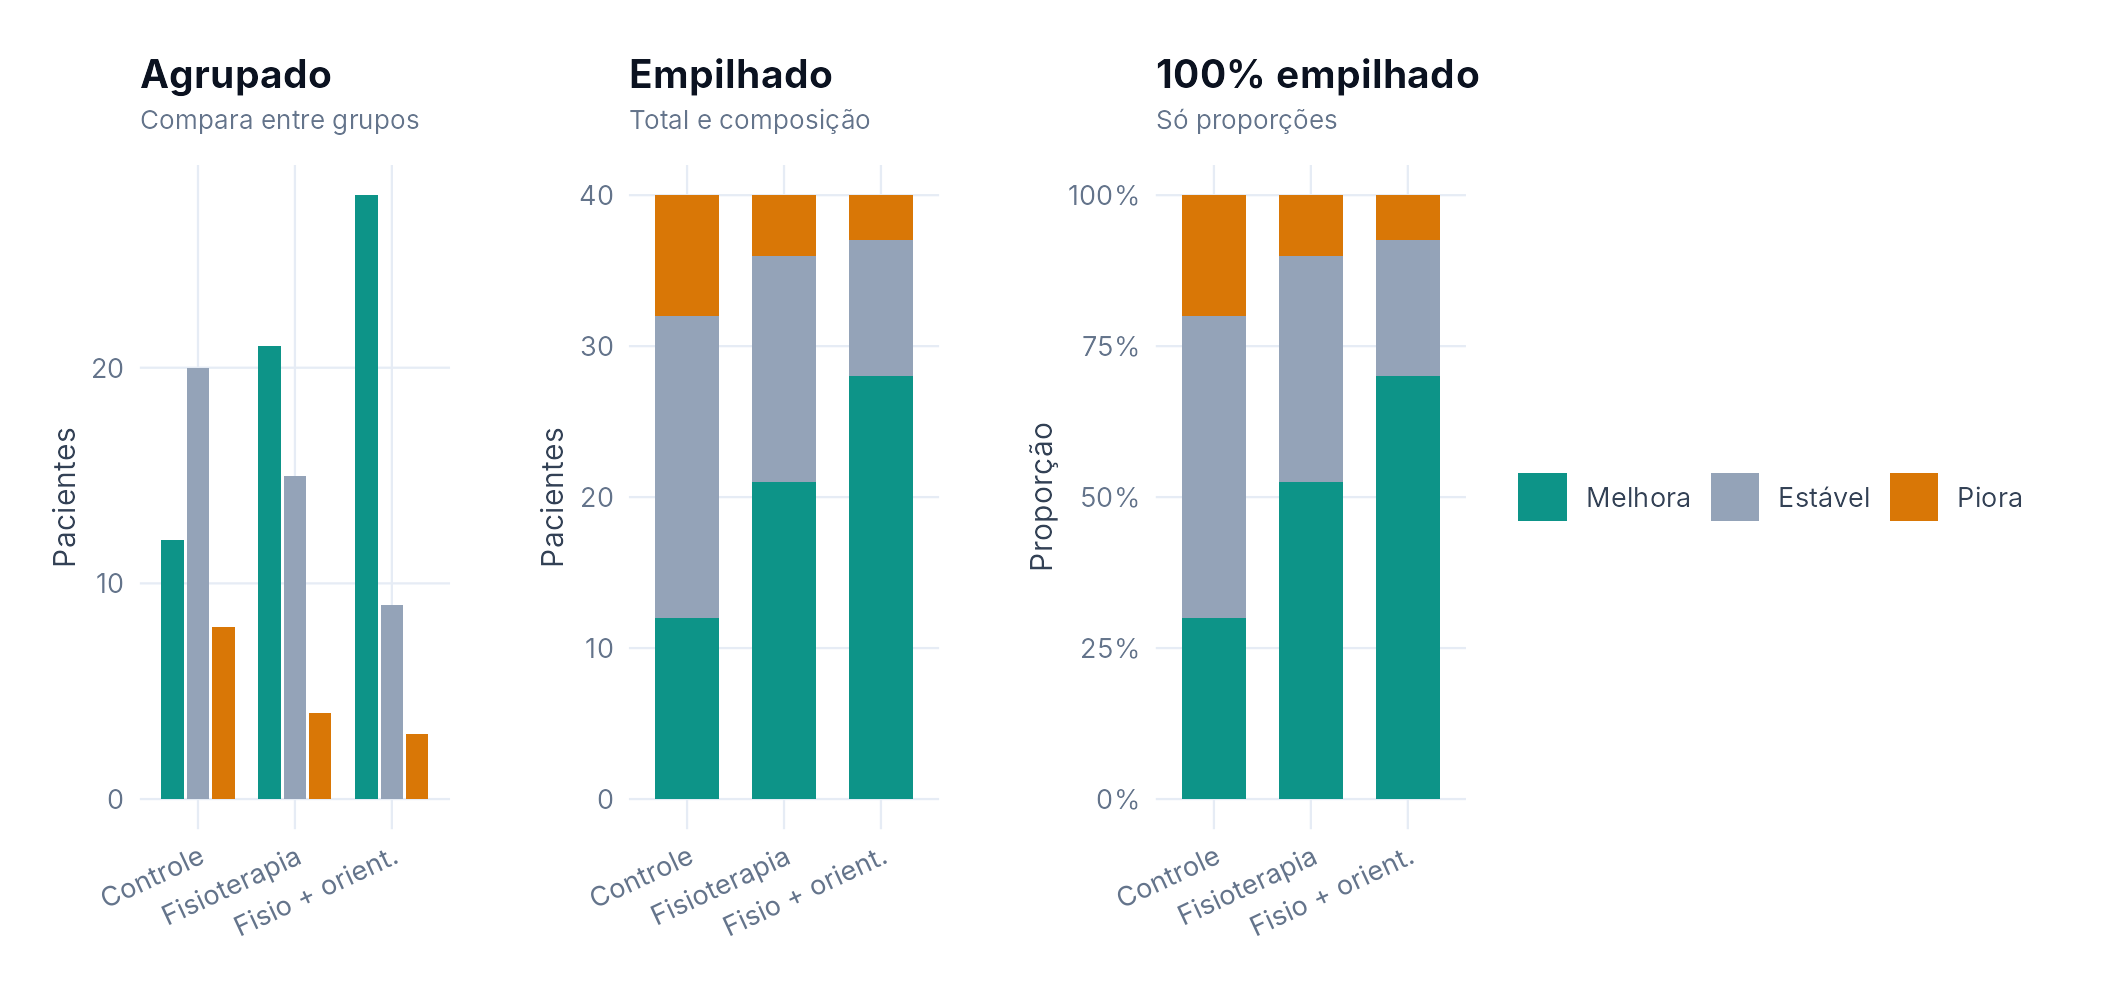 Agrupado
Compara entre grupos
Pacientes
20
10
0
Controle
Fisioterapia
Fisio + orient.
Empilhado
Total e composição
Pacientes
40
30
20
10
0
Controle
Fisioterapia
Fisio + orient.
100% empilhado
Só proporções
Proporção
100%
75%
50%
25%
0%
Controle
Fisioterapia
Fisio + orient.
Melhora
Estável
Piora